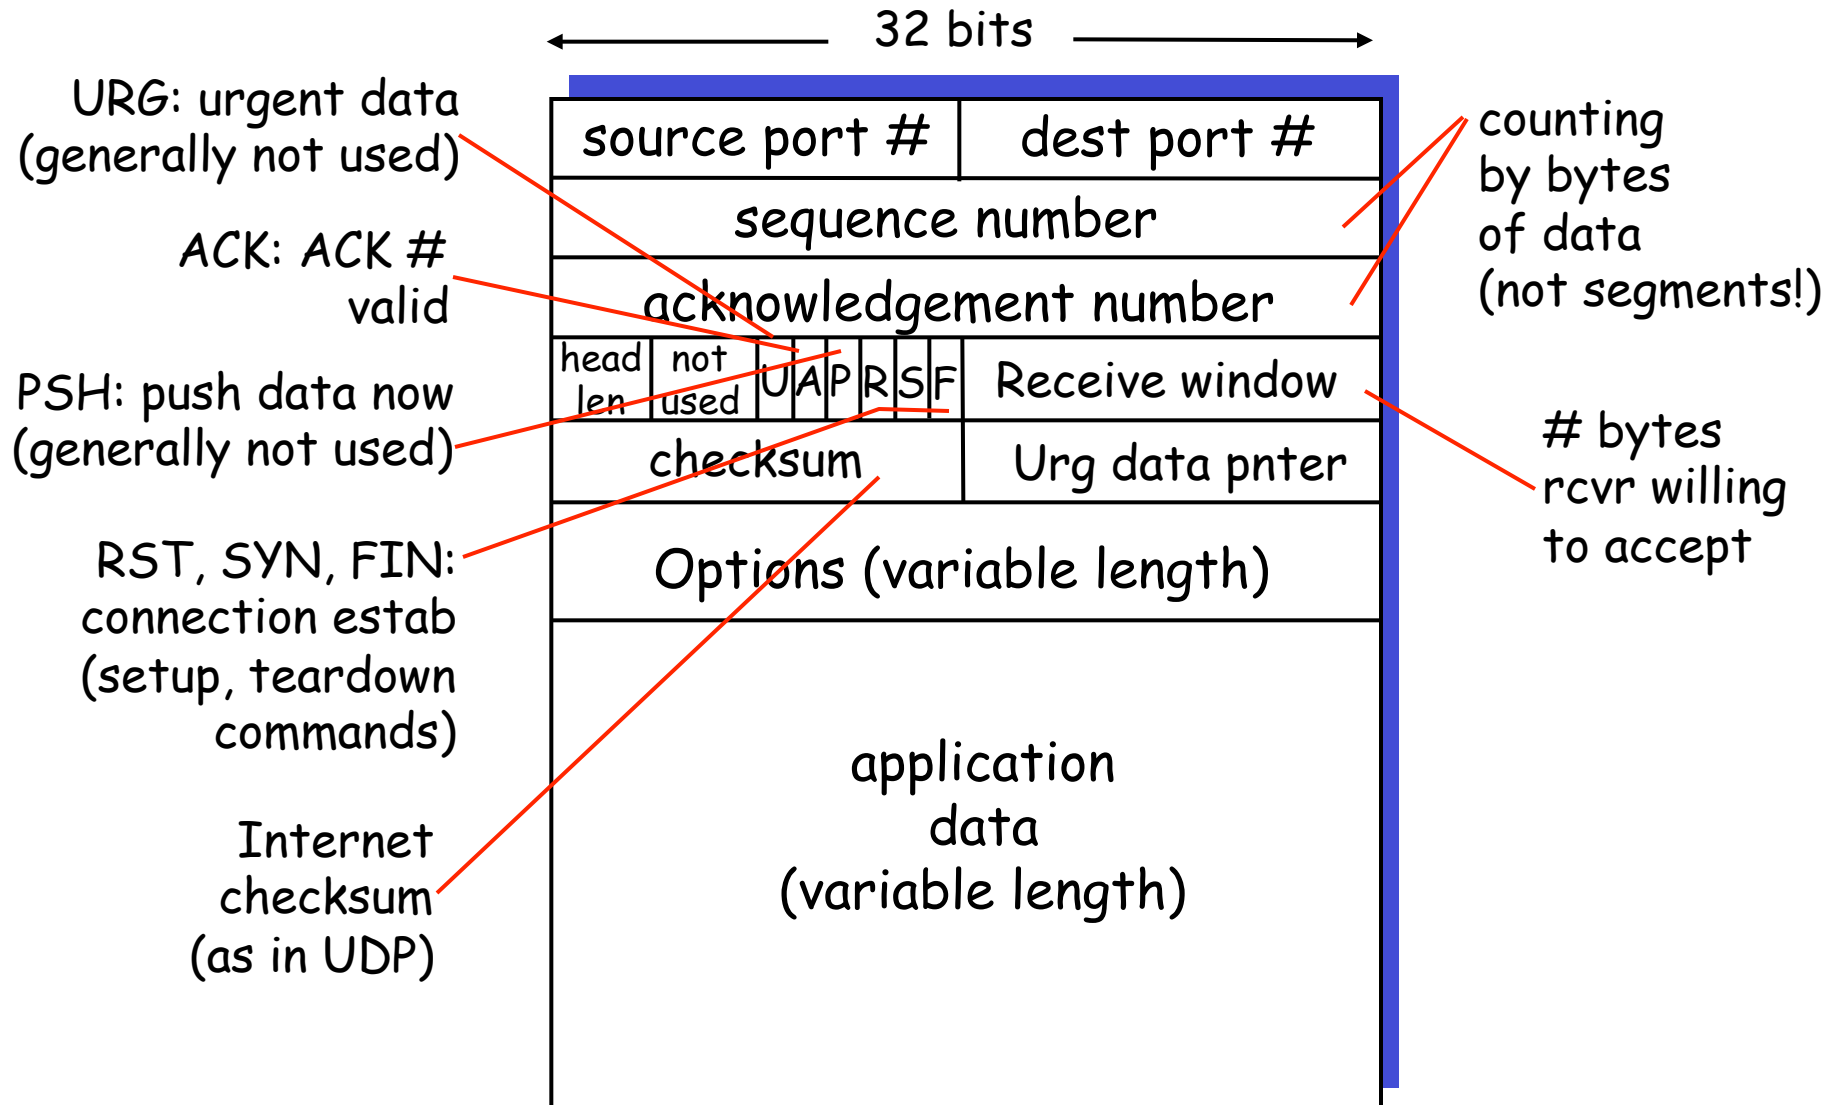 32 bits
URG: urgent data
(generally not used)
ACK: ACK #
valid
PSH: push data now
(generally not used)
RST, SYN, FIN:
connection estab
(setup, teardown
commands)
Internet
checksum
(as in UDP)
source port #
dest port #
sequence number
acknowledgement number
head
len
not
used
U
A
P
R
S
F
Receive window
checksum
Urg data pnter
Options (variable length)
application
data
(variable length)
counting
by bytes
of data
(not segments!)
# bytes
rcvr willing
to accept